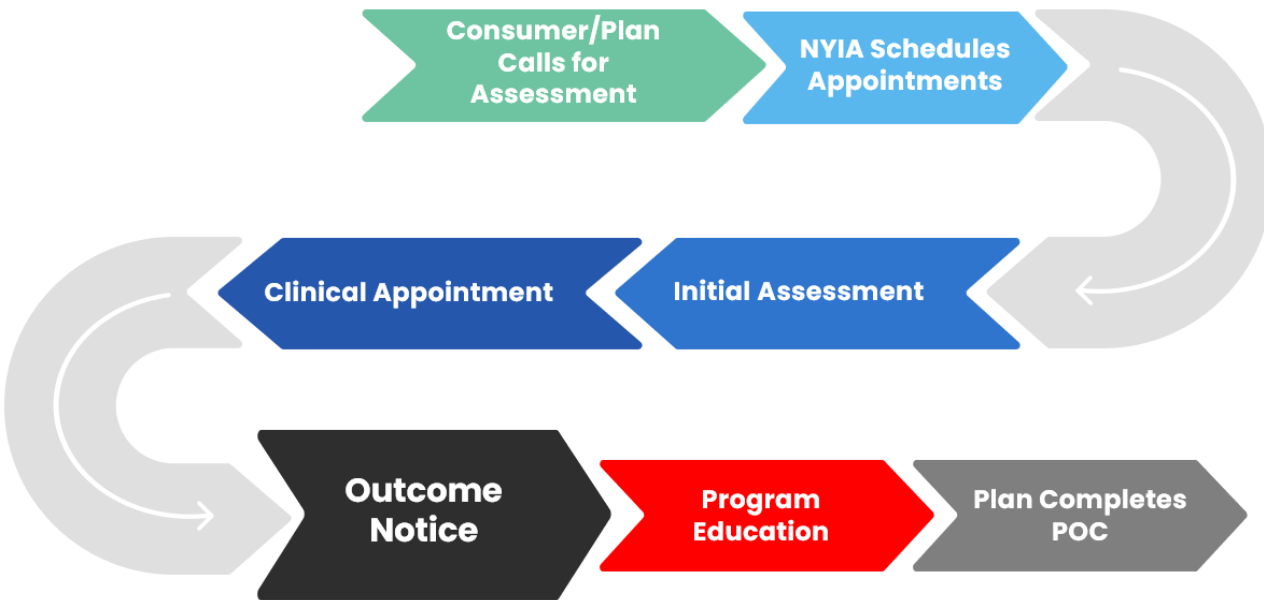 Consumer/Plan
Calls for
Assessment
NYIA Schedules
Appointments
Initial Assessment
Clinical Appointment
Outcome
Notice
Program
Education
Plan Completes
POC